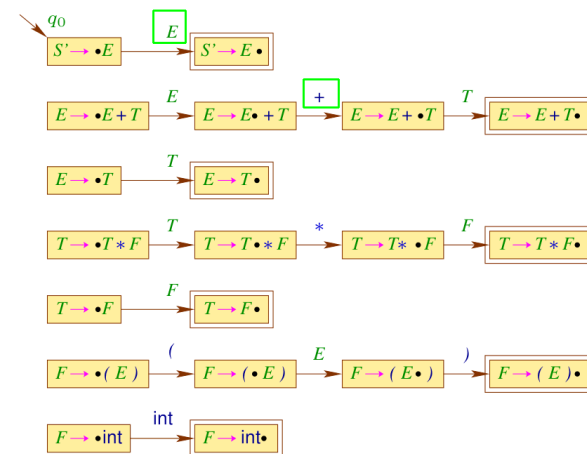 q0
E
S'→ •E S'→ E •
E + T
E → •E+T E → E• +T E → E+ •T E → E+T•
T
E → •T E → T •
T * F
T → •T * F T → T • * F T → T* •F T → T * F•
F
T → •F T → F •
( E )
F → •( E ) F → (• E ) F → ( E• ) F → ( E )•
int
F → •int F → int•